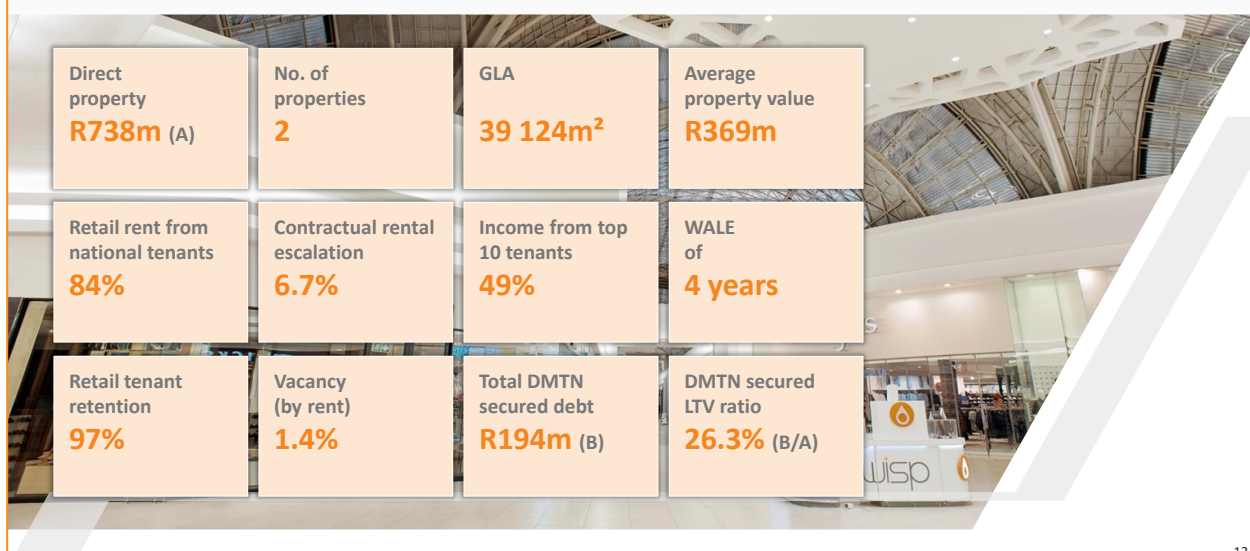 Direct
property
R738m (A)
No. of
properties
2
GLA
39 124m²
Average
property value
R369m
Retail rent from
national tenants
84%
Contractual rental
escalation
6.7%
Income from top
10 tenants
49%
WALE
of
4 years
Retail tenant
retention
97%
Vacancy
(by rent)
1.4%
Total DMTN
secured debt
R194m (B)
DMTN secured
LTV ratio
26.3% (B/A)
wisp